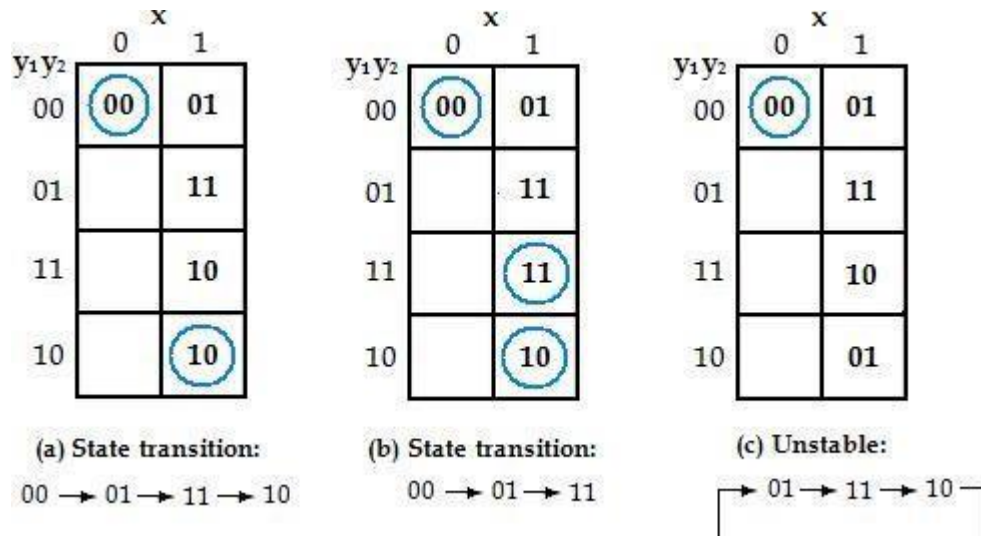 x
0 1
y₁y₂
00 00 01
01 11
11 10
10 10
(a) State transition:
00 → 01 → 11 → 10
x
0 1
y₁y₂
00 00 01
01 11
11 11
10 10
(b) State transition:
00 → 01 → 11
x
0 1
y₁y₂
00 00 01
01 11
11 10
10 01
(c) Unstable:
→ 01 → 11 → 10